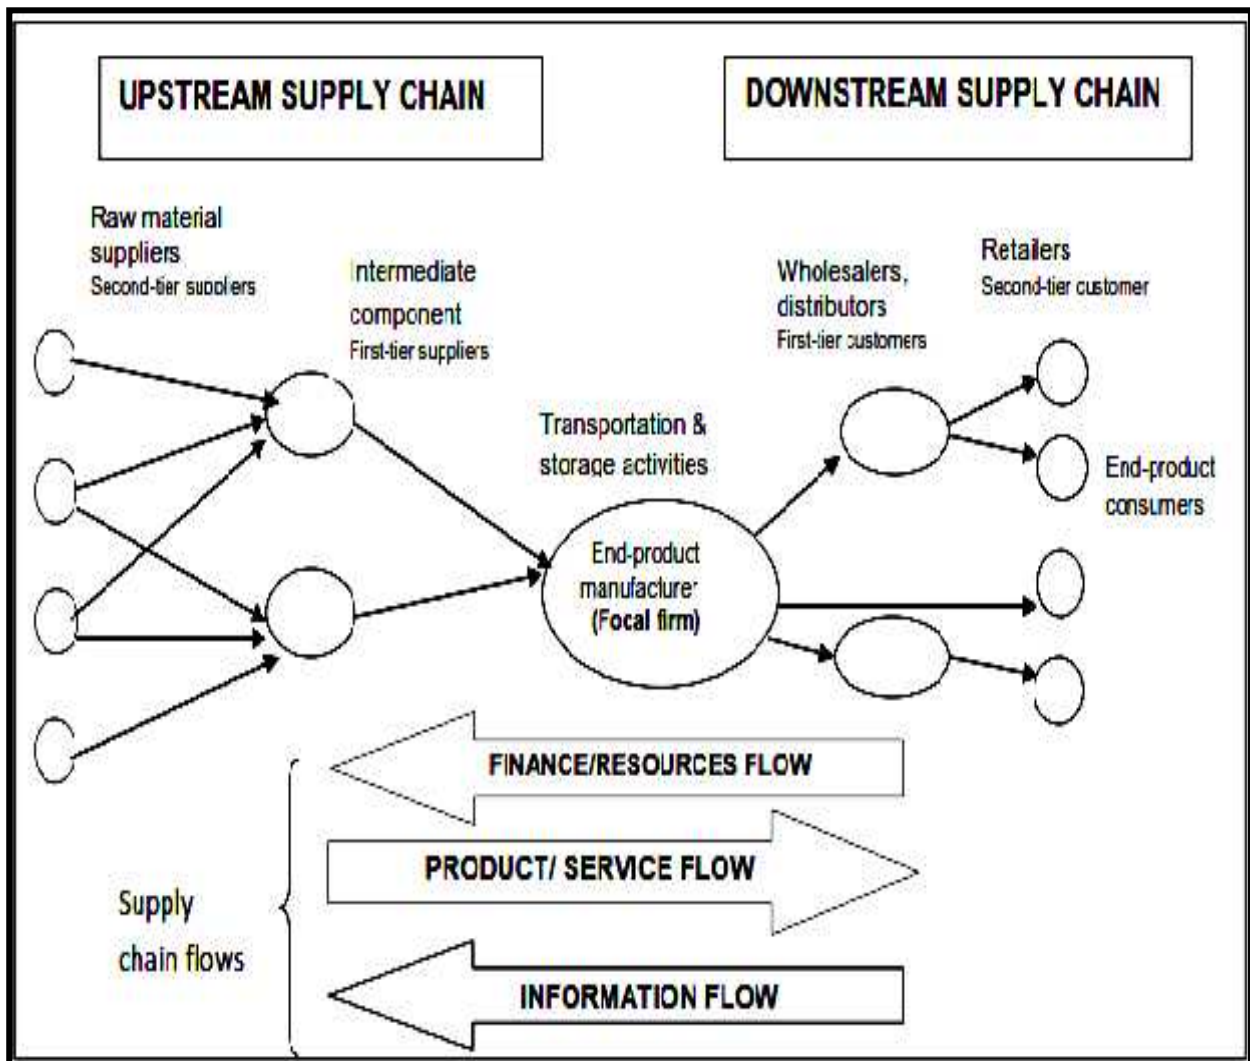 UPSTREAM SUPPLY CHAIN
DOWNSTREAM SUPPLY CHAIN
Raw material
suppliers
Second-tier suppliers
Intermediate
component
First-tier suppliers
Transportation &
storage activities
End-product
manufacturer
(Focal firm)
Wholesalers,
distributors
First-tier customers
Retailers
Second-tier customer
End-product
consumers
FINANCE/RESOURCES FLOW
PRODUCT/ SERVICE FLOW
INFORMATION FLOW
Supply
chain flows